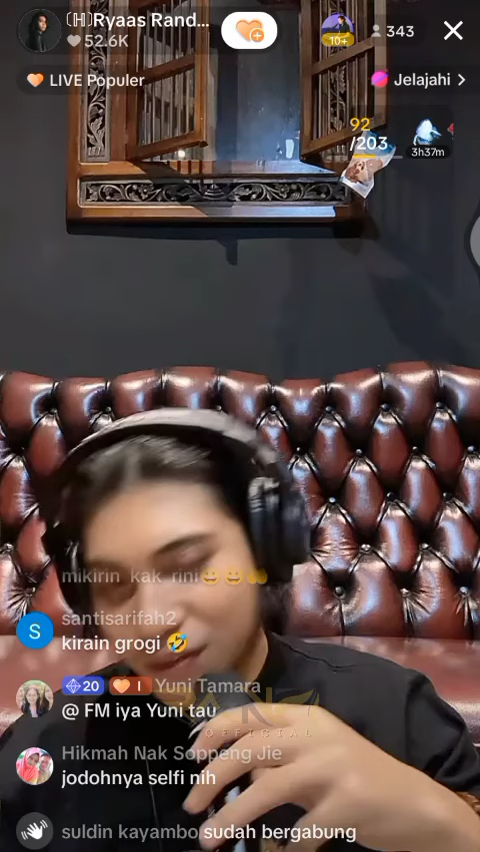 🄗Ryaas Rand...
52.6K
10+
343
LIVE Populer
Jelajahi >
92
/203
3h37m
mikirin kak rini😄😄🤲
S
santisarifah2
kirain grogi 🤣
20 I Yuni Tamara
@ FM iya Yuni tau
OFFICIAL
Hikmah Nak Soppeng Jie
jodohnya selfi nih
suldin kayambo sudah bergabung